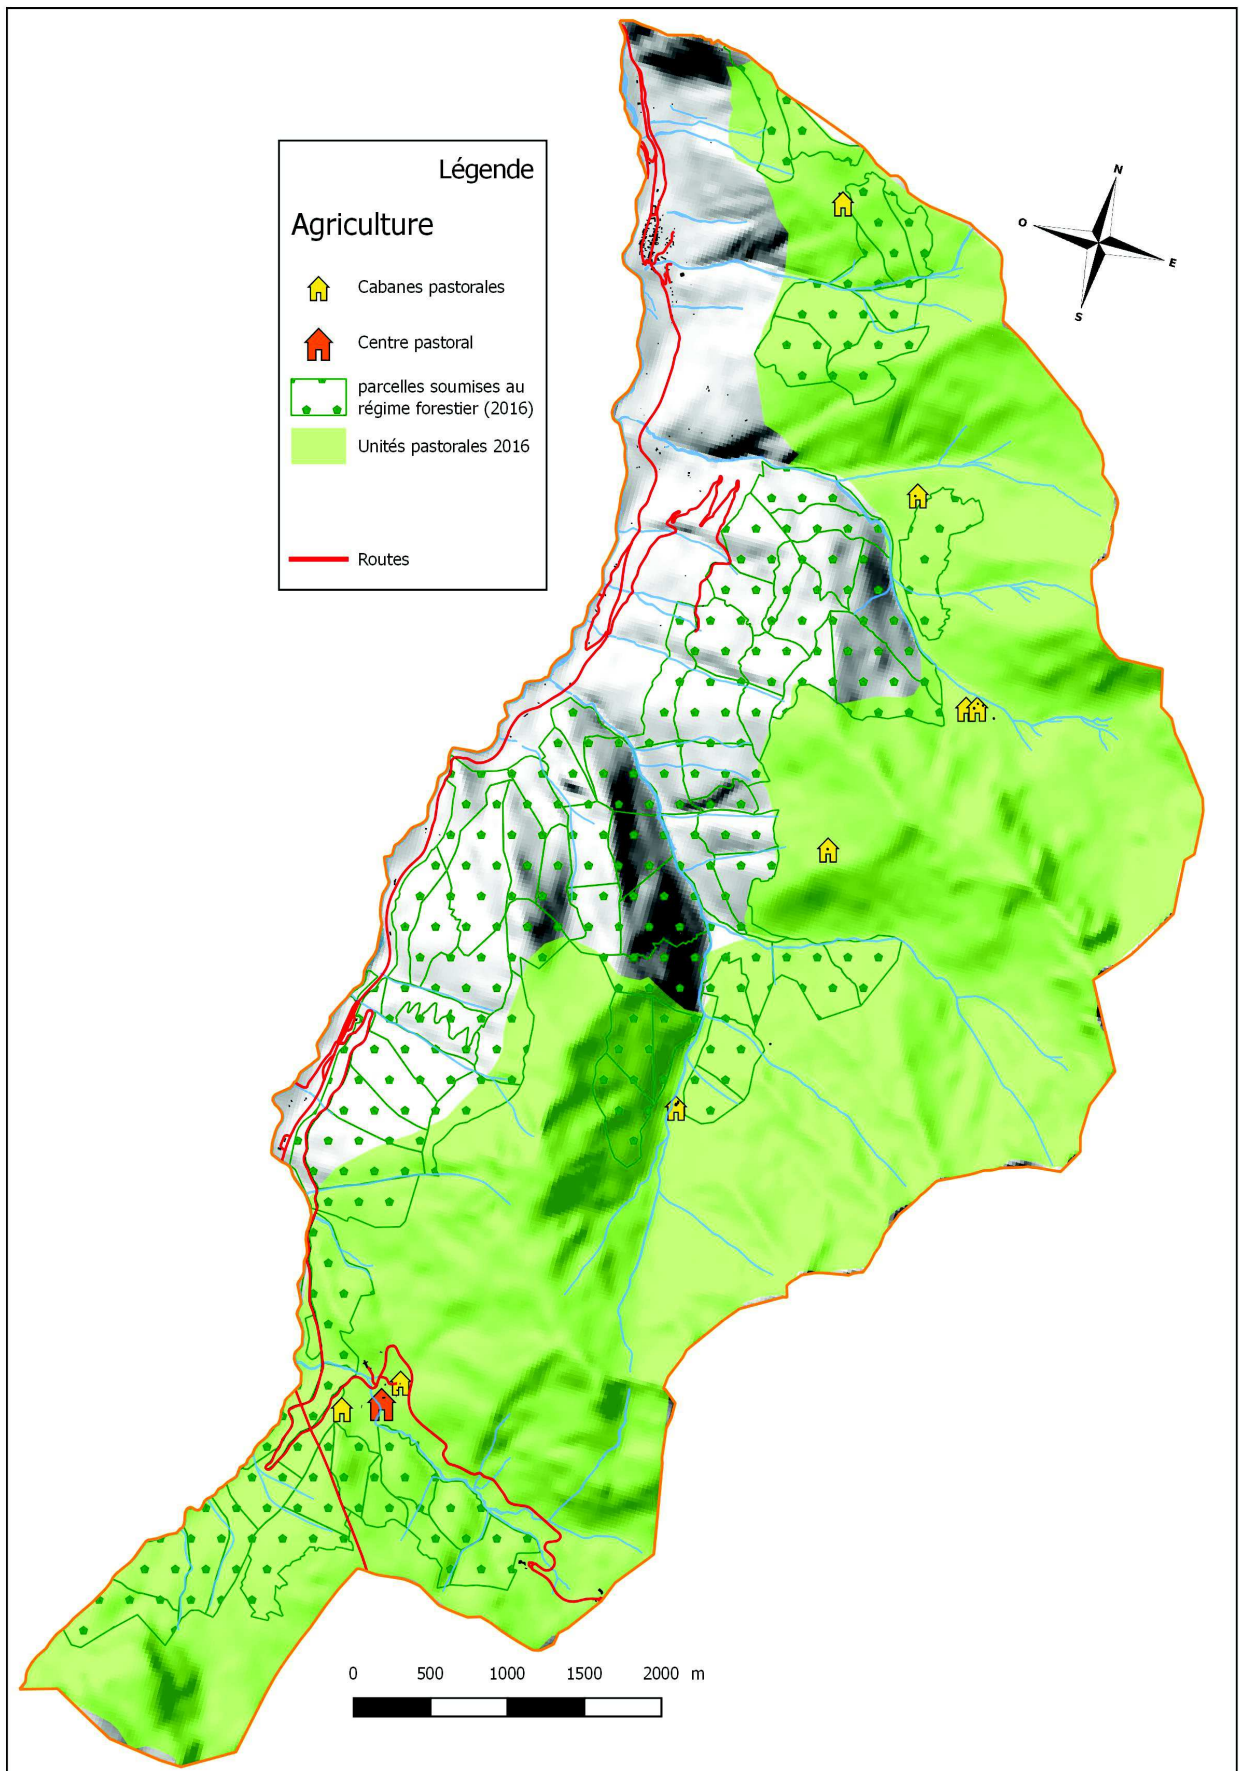 Légende
Agriculture
Cabanes pastorales
Centre pastoral
parcelles soumises au
régime forestier (2016)
Unités pastorales 2016
Routes
N
O
E
S
0 500 1000 1500 2000 m